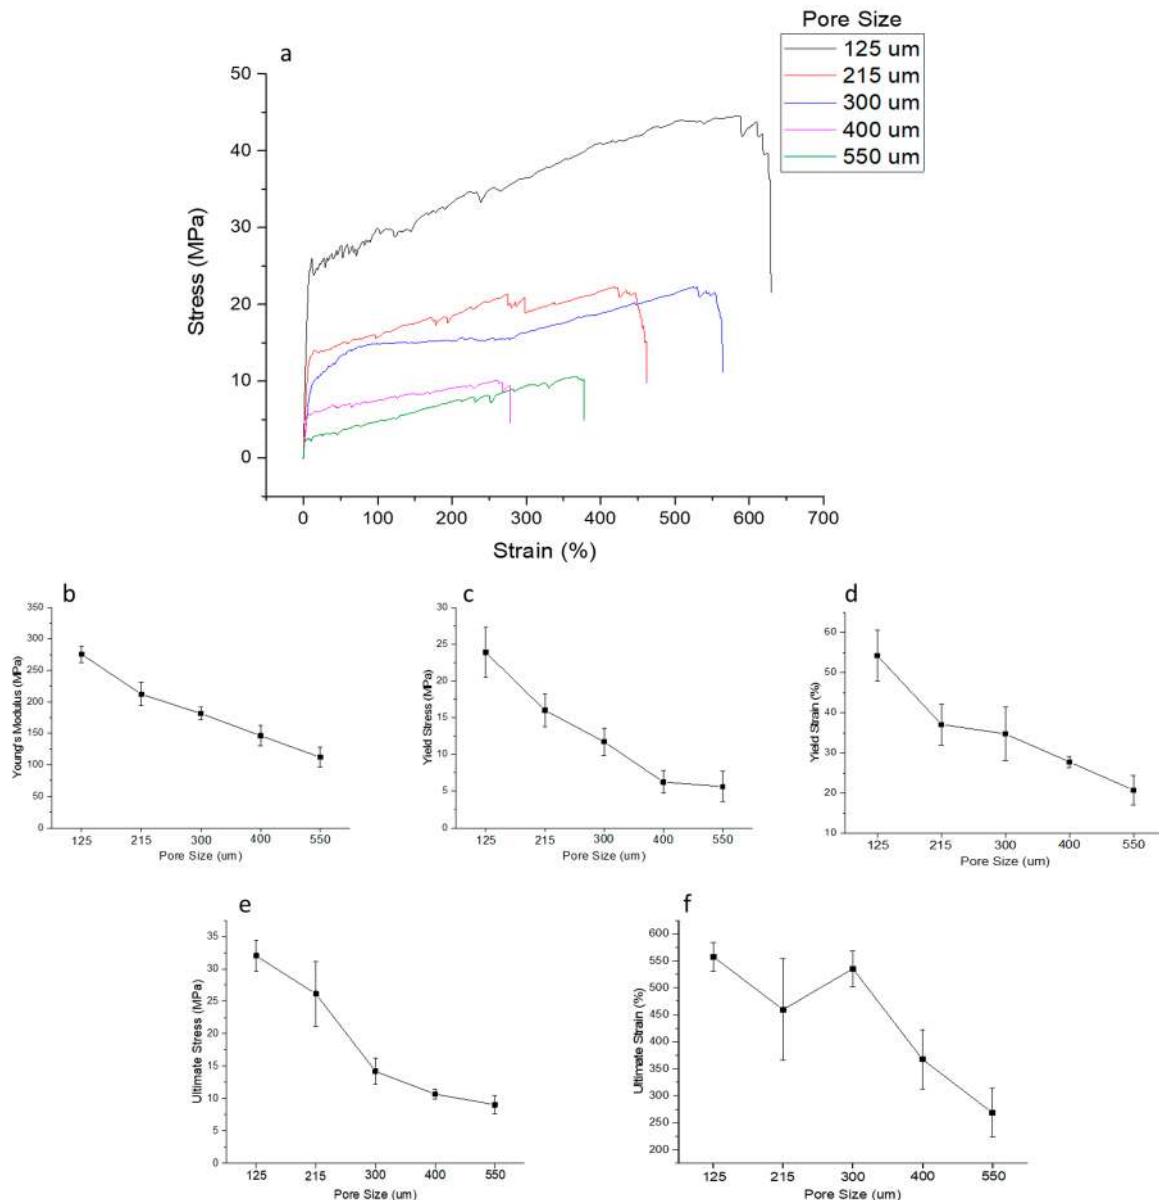 Pore Size
125 um
215 um
300 um
400 um
550 um
a
50
40
30
20
10
0
Stress (MPa)
0 100 200 300 400 500 600 700
Strain (%)
b
350
300
250
200
150
100
50
0
Young's Modulus (MPa)
125 215 300 400 550
Pore Size (um)
c
30
25
20
15
10
5
0
Yield Stress (MPa)
125 215 300 400 550
Pore Size (um)
d
60
50
40
30
20
10
Yield Strain (%)
125 215 300 400 550
Pore Size (um)
e
35
30
25
20
15
10
5
0
Ultimate Stress (MPa)
125 215 300 400 550
Pore Size (um)
f
600
550
500
450
400
350
300
250
200
Ultimate Strain (%)
125 215 300 400 550
Pore Size (um)